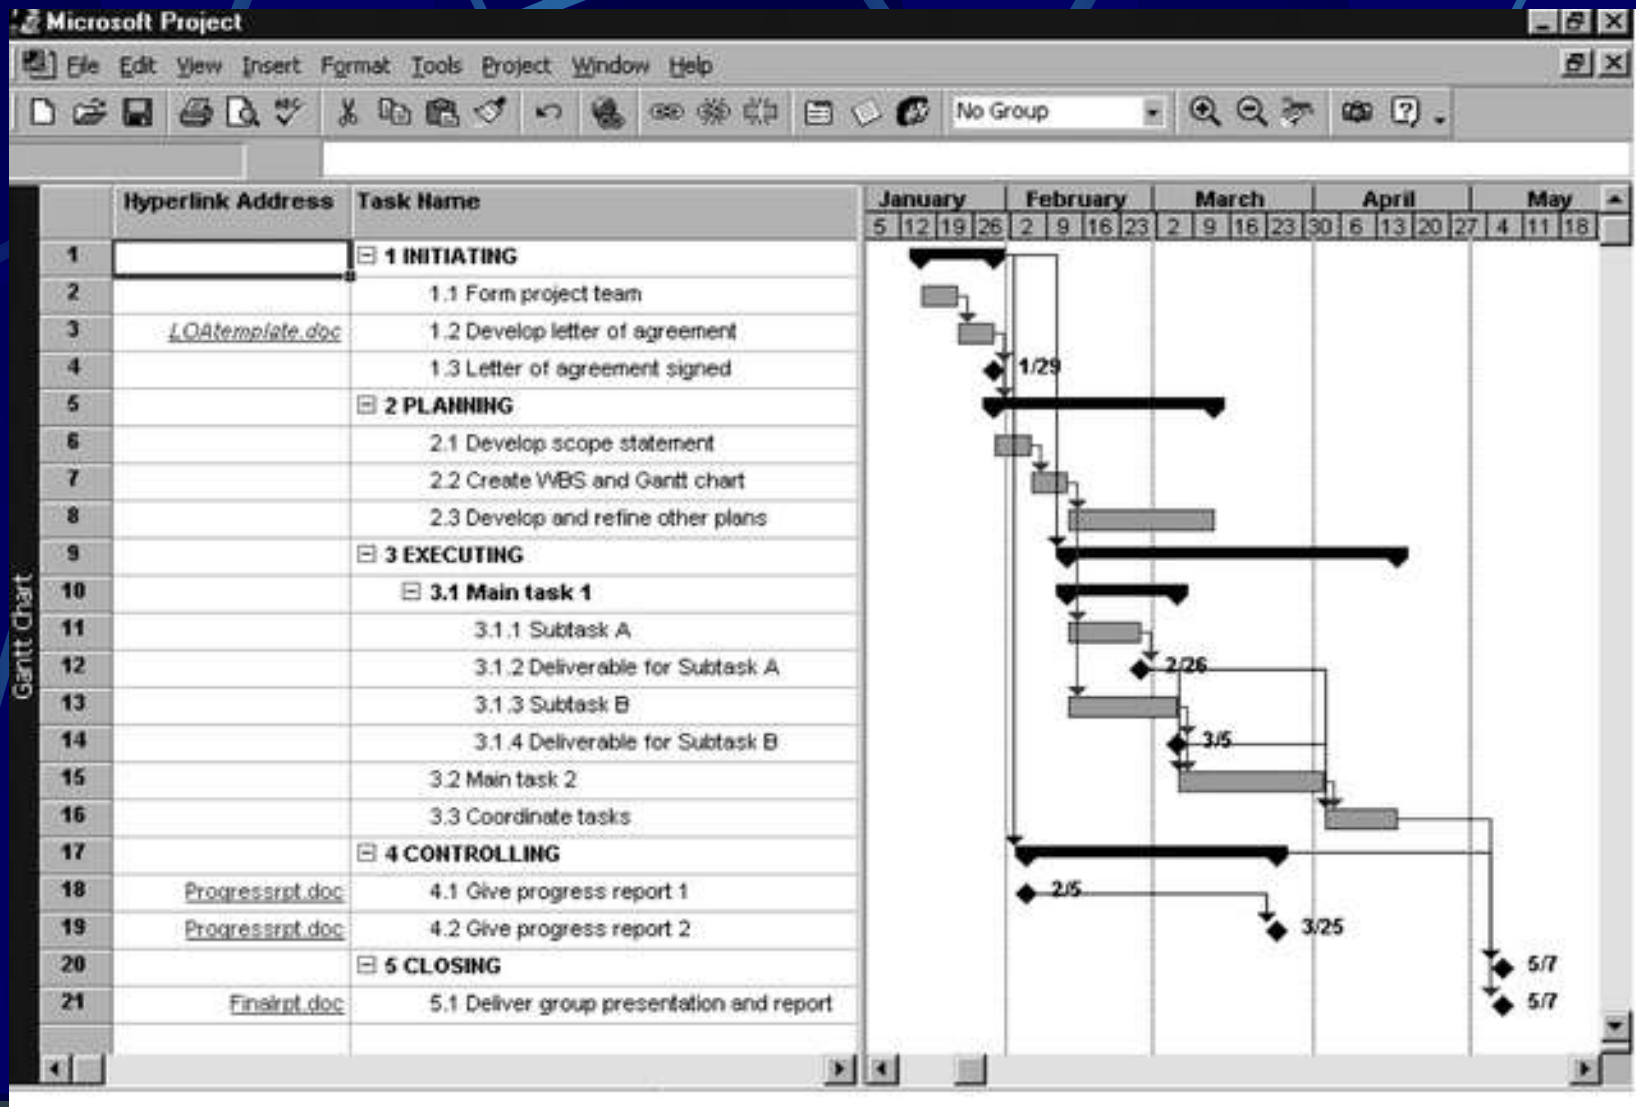 Microsoft Project
File Edit View Insert Format Tools Project Window Help
No Group
Hyperlink Address Task Name January February March April May
5 12 19 26 2 9 16 23 2 9 16 23 30 6 13 20 27 4 11 18
1 1 INITIATING
2 1.1 Form project team
3 LOAtemplate.doc 1.2 Develop letter of agreement
4 1.3 Letter of agreement signed 1/29
5 2 PLANNING
6 2.1 Develop scope statement
7 2.2 Create WBS and Gantt chart
8 2.3 Develop and refine other plans
9 3 EXECUTING
10 3.1 Main task 1
11 3.1.1 Subtask A
12 3.1.2 Deliverable for Subtask A 2/26
13 3.1.3 Subtask B
14 3.1.4 Deliverable for Subtask B 3/5
15 3.2 Main task 2
16 3.3 Coordinate tasks
17 4 CONTROLLING
18 Progressrpt.doc 4.1 Give progress report 1 2/5
19 Progressrpt.doc 4.2 Give progress report 2 3/25
20 5 CLOSING 5/7
21 Finalrpt.doc 5.1 Deliver group presentation and report 5/7
Gantt Chart